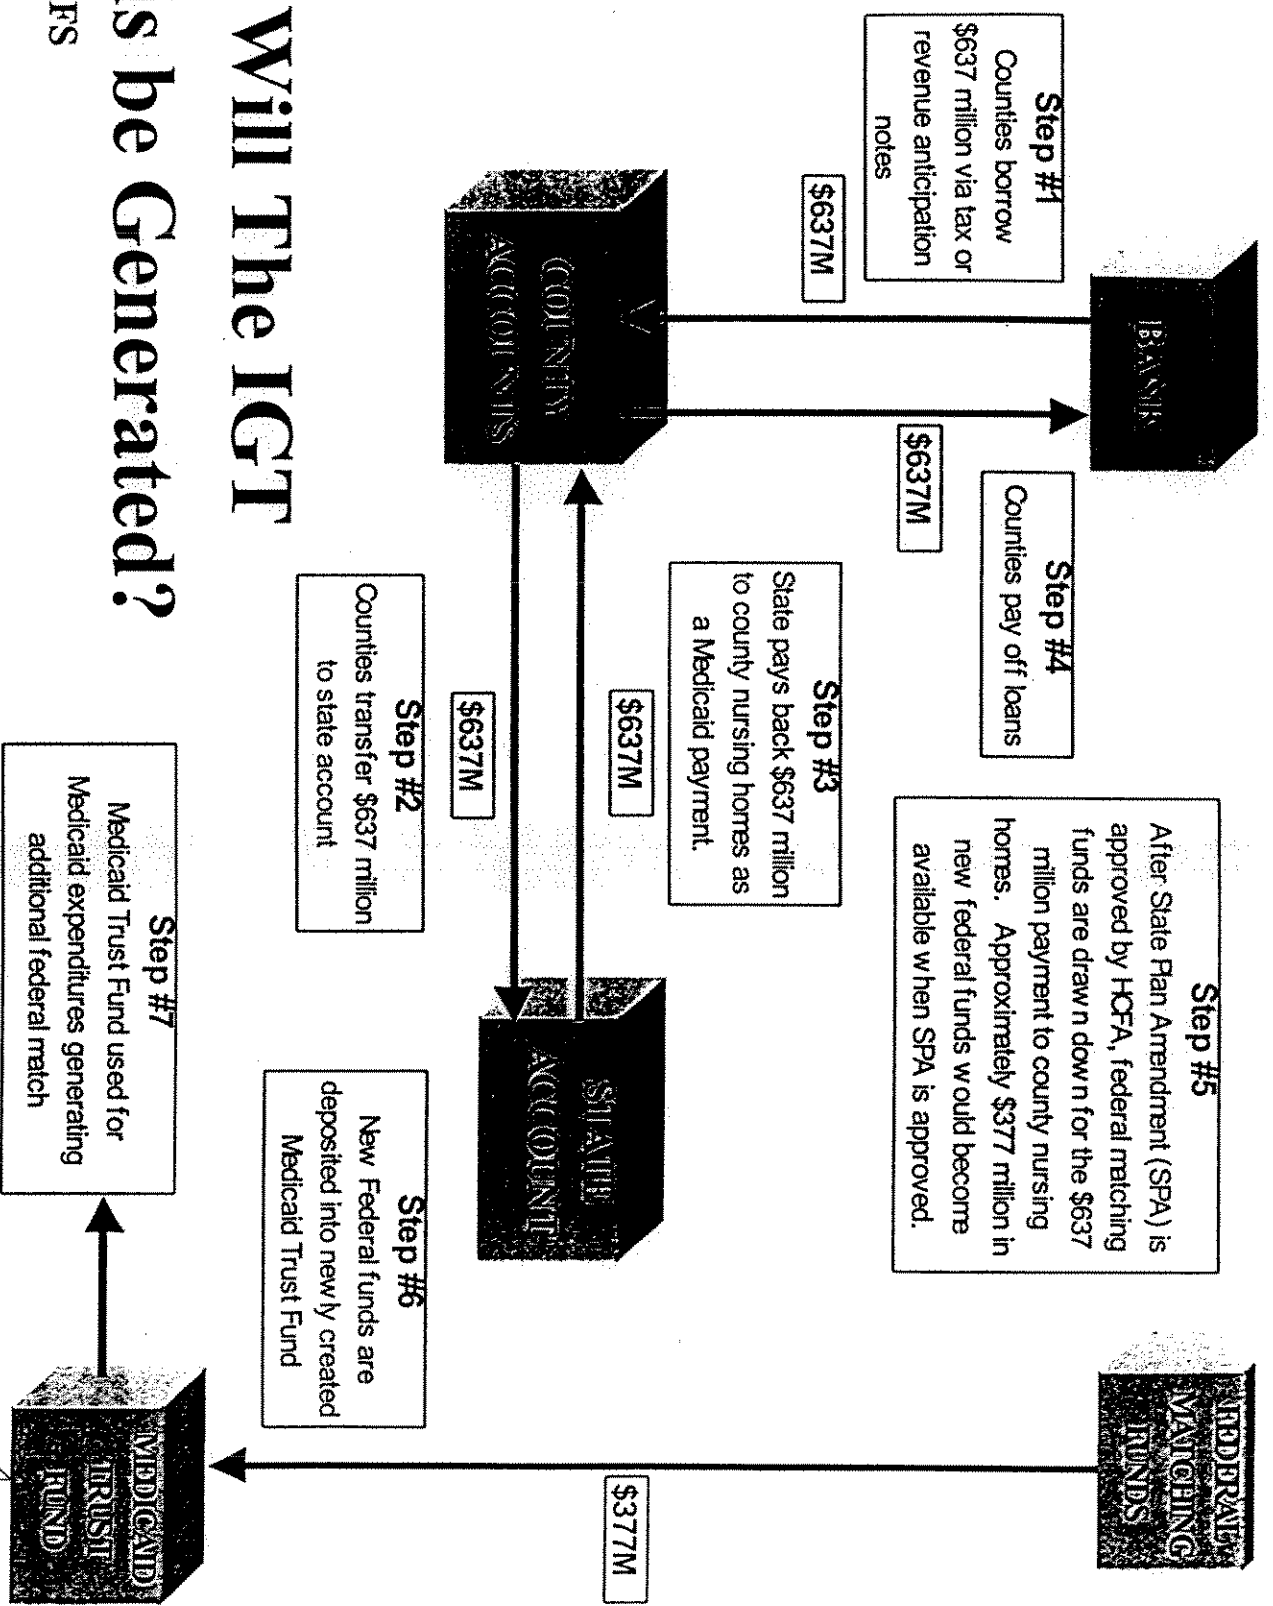 BANK
FEDERAL
MATCHING
FUNDS
Step #1
Counties borrow
$637 million via tax or
revenue anticipation
notes
$637M
Step #4
Counties pay off loans
$637M
Step #5
After State Plan Amendment (SPA) is
approved by HCFA, federal matching
funds are drawn down for the $637
million payment to county nursing
homes. Approximately $377 million in
new federal funds would become
available when SPA is approved.
Step #3
State pays back $637 million
to county nursing homes as
a Medicaid payment.
$637M
COUNTY
ACCOUNTS
STATE
ACCOUNT
$377M
$637M
Step #2
Counties transfer $637 million
to state account
Step #6
New Federal funds are
deposited into newly created
Medicaid Trust Fund
Will The IGT
be Generated?
Step #7
Medicaid Trust Fund used for
Medicaid expenditures generating
additional federal match
MEDICAID
TRUST
FUND
FS